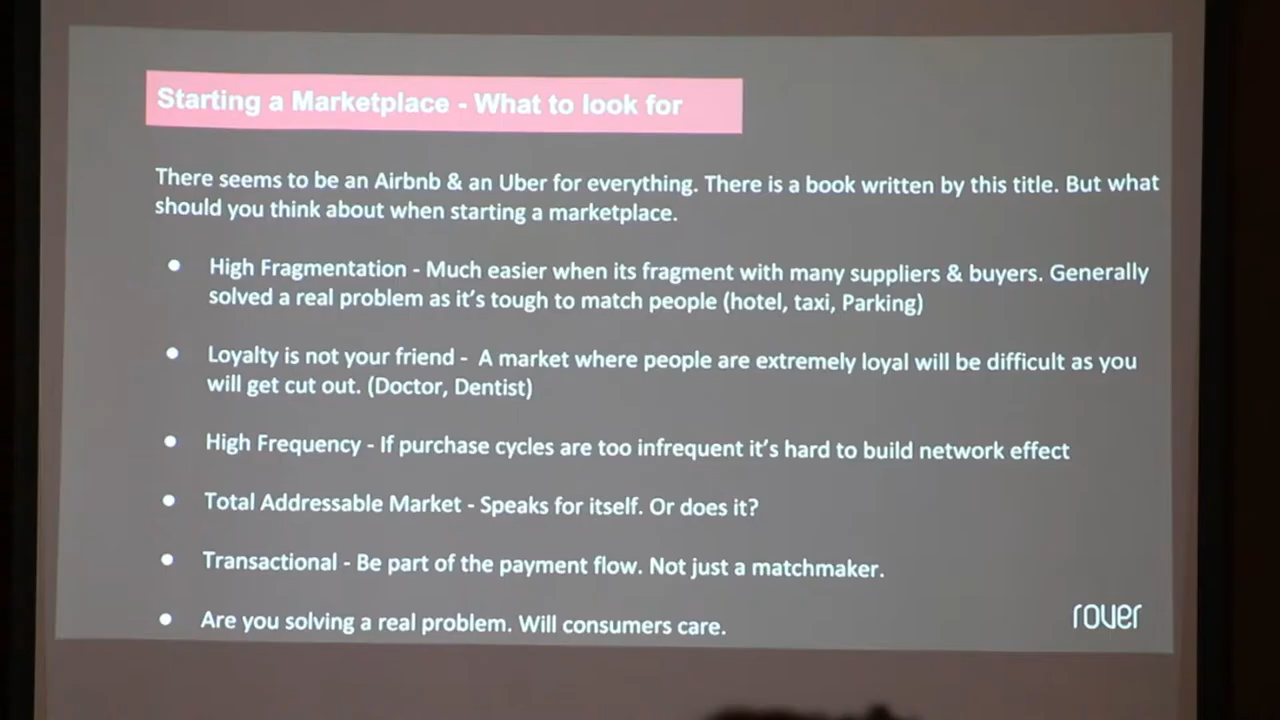 Starting a Marketplace - What to look for
There seems to be an Airbnb & an Uber for everything. There is a book written by this title. But what
should you think about when starting a marketplace.
● High Fragmentation - Much easier when its fragment with many suppliers & buyers. Generally
solved a real problem as it's tough to match people (hotel, taxi, Parking)
● Loyalty is not your friend - A market where people are extremely loyal will be difficult as you
will get cut out. (Doctor, Dentist)
● High Frequency - If purchase cycles are too infrequent it's hard to build network effect
● Total Addressable Market - Speaks for itself. Or does it?
● Transactional - Be part of the payment flow. Not just a matchmaker.
● Are you solving a real problem. Will consumers care.
rover